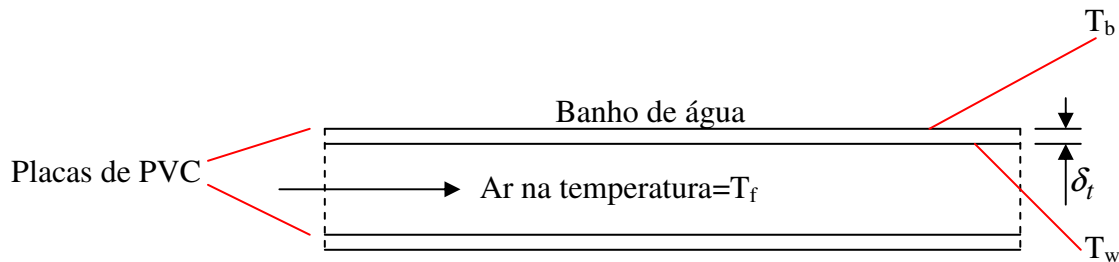 T_b
Banho de água
Placas de PVC
Ar na temperatura=T_f
δ_t
T_w